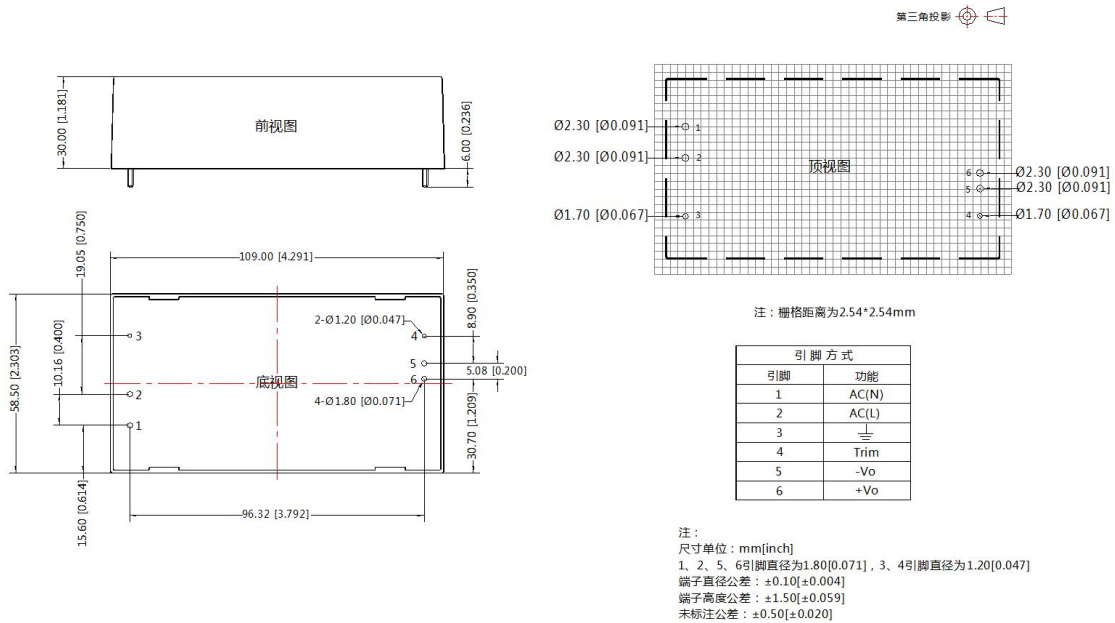 第三角投影
前视图
30.00 [1.181]
6.00 [0.236]
Ø2.30 [Ø0.091]
1
Ø2.30 [Ø0.091]
2
顶视图
6
Ø2.30 [Ø0.091]
5
Ø2.30 [Ø0.091]
Ø1.70 [Ø0.067]
3
4
Ø1.70 [Ø0.067]
注：栅格距离为2.54*2.54mm
19.05 [0.750]
109.00 [4.291]
58.50 [2.303]
10.16 [0.400]
3
2-Ø1.20 [Ø0.047]
4
8.90 [0.350]
5
5.08 [0.200]
底视图
6
2
4-Ø1.80 [Ø0.071]
1
30.70 [1.209]
15.60 [0.614]
96.32 [3.792]
引脚方式
引脚 功能
1 AC(N)
2 AC(L)
3
4 Trim
5 -Vo
6 +Vo
注：
尺寸单位：mm[inch]
1、2、5、6引脚直径为1.80[0.071]，3、4引脚直径为1.20[0.047]
端子直径公差：±0.10[±0.004]
端子高度公差：±1.50[±0.059]
未标注公差：±0.50[±0.020]